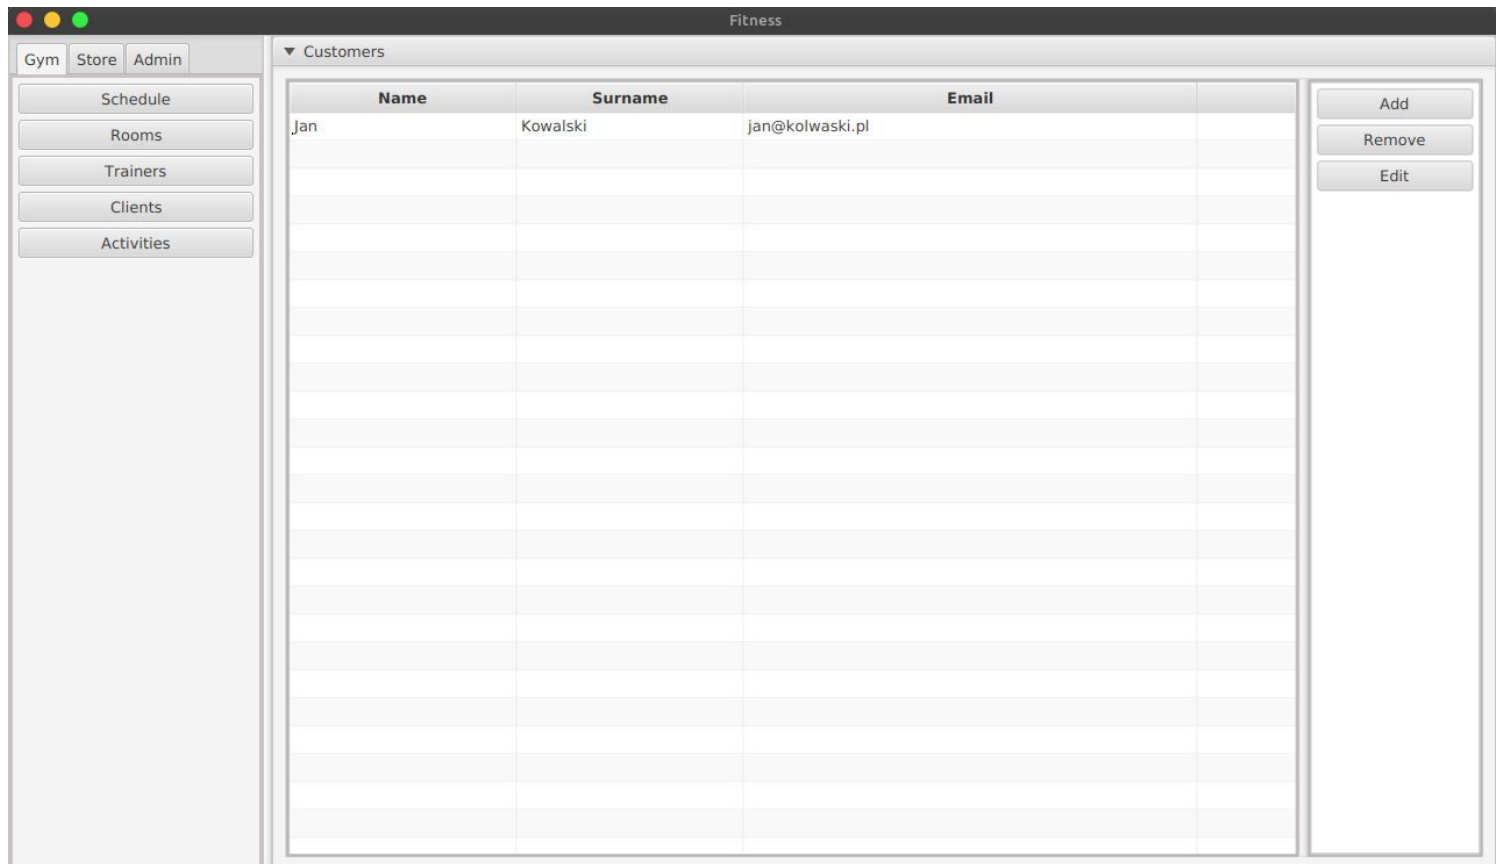 Fitness
Gym Store Admin
Schedule
Rooms
Trainers
Clients
Activities
Customers
Name Surname Email
Jan Kowalski jan@kolwaski.pl
Add
Remove
Edit